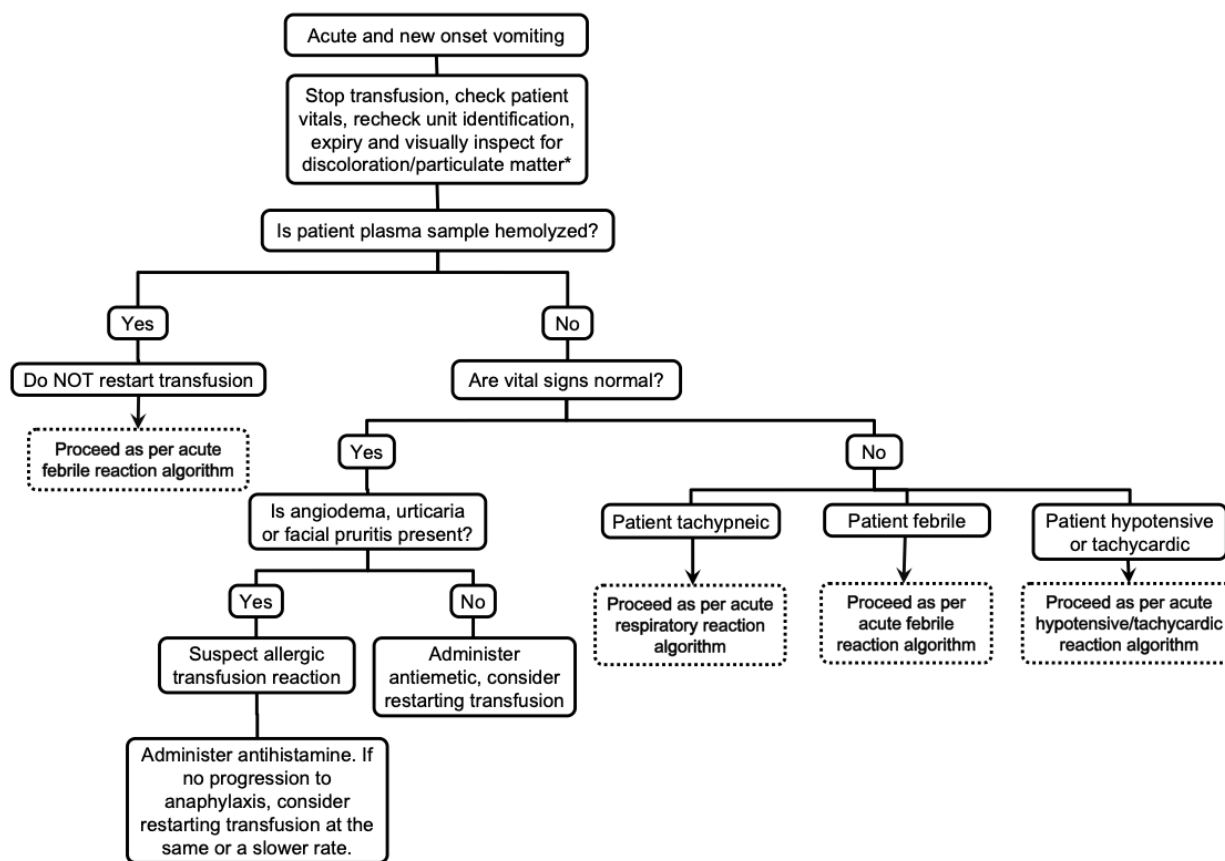 Acute and new onset vomiting
Stop transfusion, check patient
vitals, recheck unit identification,
expiry and visually inspect for
discoloration/particulate matter*
Is patient plasma sample hemolyzed?
Yes
No
Do NOT restart transfusion
Are vital signs normal?
Proceed as per acute
febrile reaction algorithm
Yes
No
Is angiodema, urticaria
or facial pruritis present?
Patient tachypneic
Patient febrile
Patient hypotensive
or tachycardic
Yes
No
Proceed as per acute
respiratory reaction
algorithm
Proceed as per
acute febrile
reaction algorithm
Proceed as per acute
hypotensive/tachycardic
reaction algorithm
Suspect allergic
transfusion reaction
Administer
antiemetic, consider
restarting transfusion
Administer antihistamine. If
no progression to
anaphylaxis, consider
restarting transfusion at the
same or a slower rate.